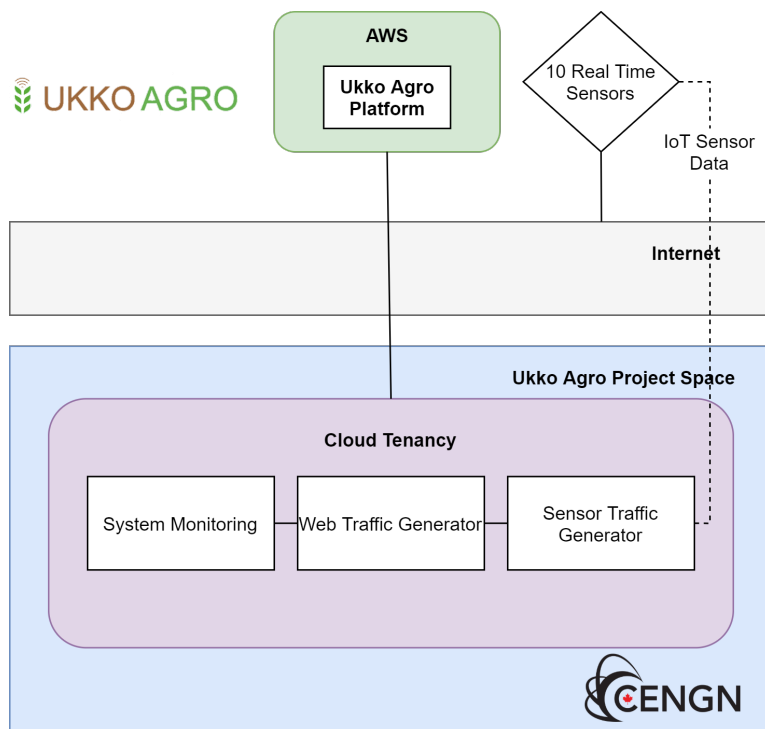 AWS
UKKO AGRO
Ukko Agro
Platform
10 Real Time
Sensors
IoT Sensor
Data
Internet
Ukko Agro Project Space
Cloud Tenancy
System Monitoring
Web Traffic Generator
Sensor Traffic
Generator
CENGN